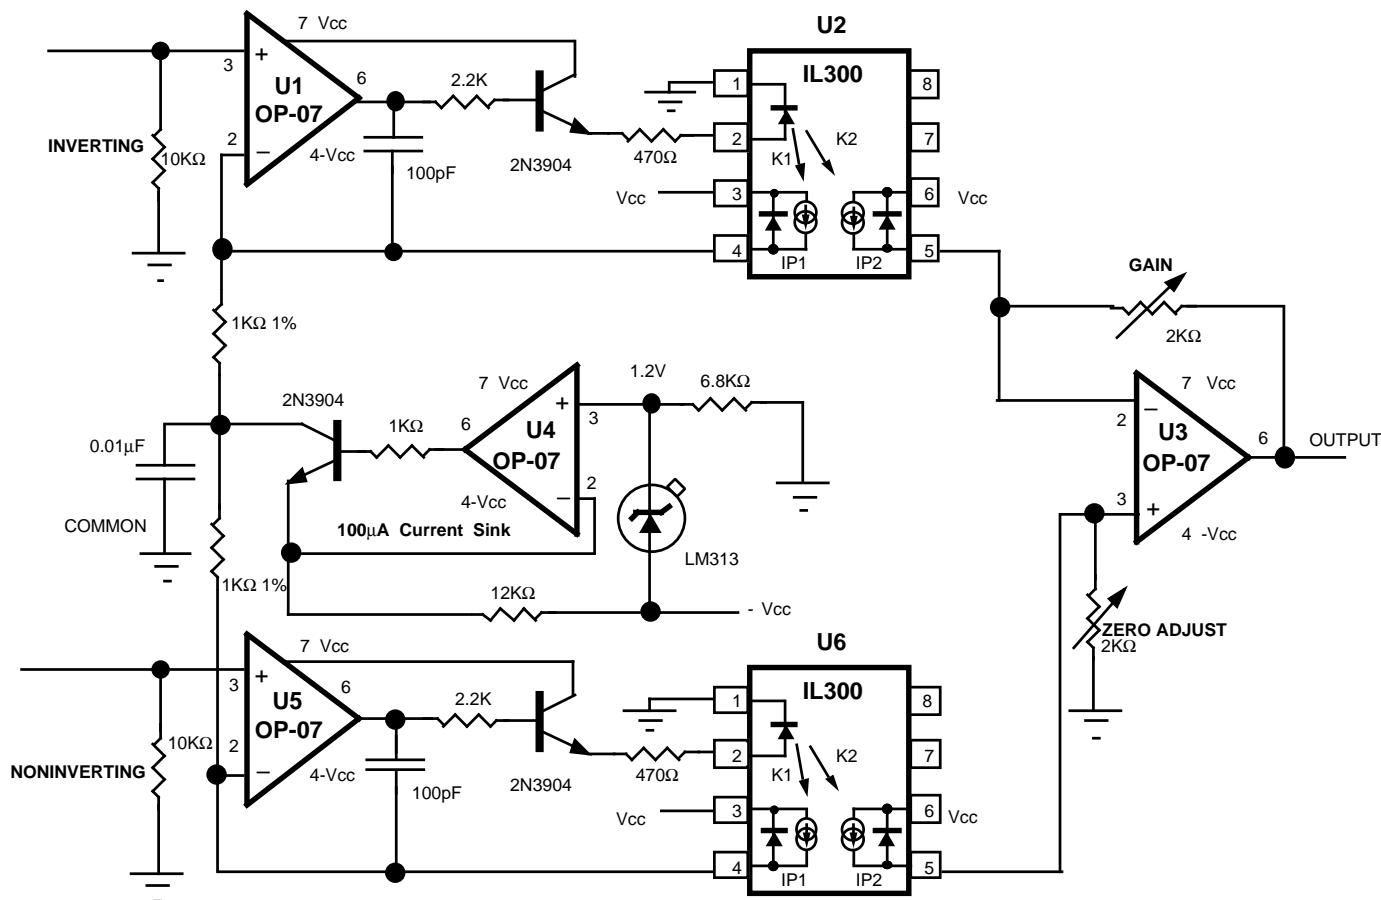 7 Vcc
U2
3
+
U1
OP-07
6
2.2K
1
IL300
8
INVERTING
10KΩ
2
−
4-Vcc
100pF
2N3904
470Ω
2
K1
K2
7
Vcc
3
6
Vcc
4
IP1
IP2
5
GAIN
2KΩ
1KΩ 1%
2N3904
7 Vcc
1.2V
6.8KΩ
1KΩ
6
+
3
U4
OP-07
7 Vcc
2
−
U3
OP-07
6
OUTPUT
0.01µF
4-Vcc
2
−
3
+
COMMON
100µA Current Sink
LM313
4 -Vcc
1KΩ 1%
12KΩ
- Vcc
ZERO ADJUST
2KΩ
7 Vcc
U6
3
+
U5
OP-07
6
2.2K
1
IL300
8
NONINVERTING
10KΩ
2
−
4-Vcc
100pF
2N3904
470Ω
2
K1
K2
7
Vcc
3
6
Vcc
4
IP1
IP2
5